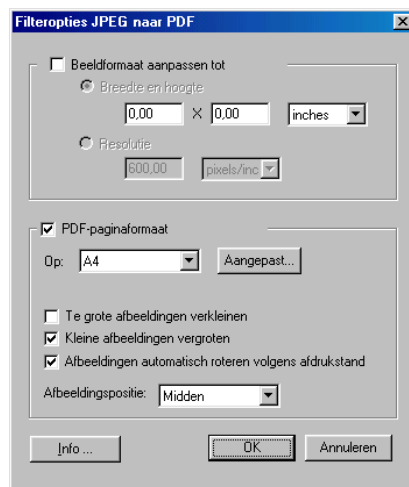 Filteropties JPEG naar PDF
Beeldformaat aanpassen tot
Breedte en hoogte
0,00 X 0,00 inches
Resolutie
600,00 pixels/inc
PDF-paginaformaat
Op: A4 Aangepast...
Te grote afbeeldingen verkleinen
Kleine afbeeldingen vergroten
Afbeeldingen automatisch roteren volgens afdrukstand
Afbeeldingspositie: Midden
Info ... OK Annuleren